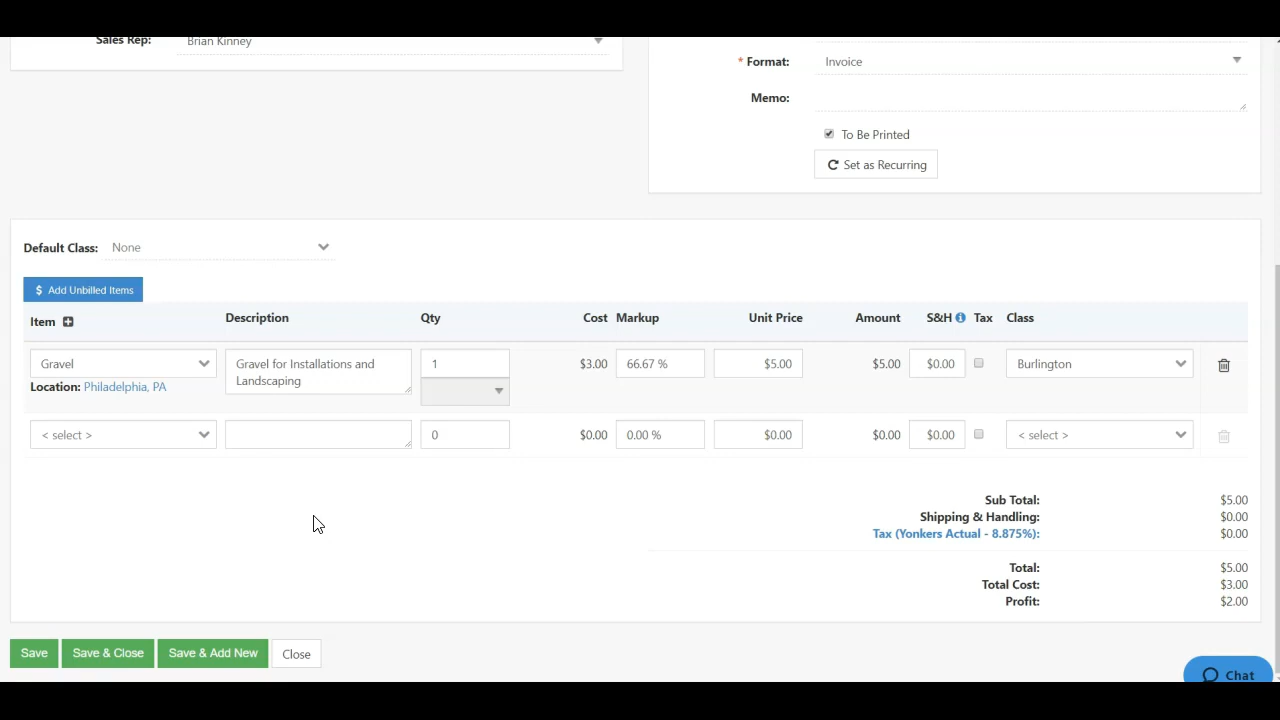 Sales Rep: Brian Kinney
* Format: Invoice
Memo:
To Be Printed
Set as Recurring
Default Class: None
$ Add Unbilled Items
Item Description Qty Cost Markup Unit Price Amount S&H Tax Class
Gravel Gravel for Installations and Landscaping 1 $3.00 66.67 % $5.00 $5.00 $0.00 Burlington
Location: Philadelphia, PA
< select > 0 $0.00 0.00 % $0.00 $0.00 $0.00 < select >
Sub Total: $5.00
Shipping & Handling: $0.00
Tax (Yonkers Actual - 8.875%): $0.00
Total: $5.00
Total Cost: $3.00
Profit: $2.00
Save Save & Close Save & Add New Close
Chat